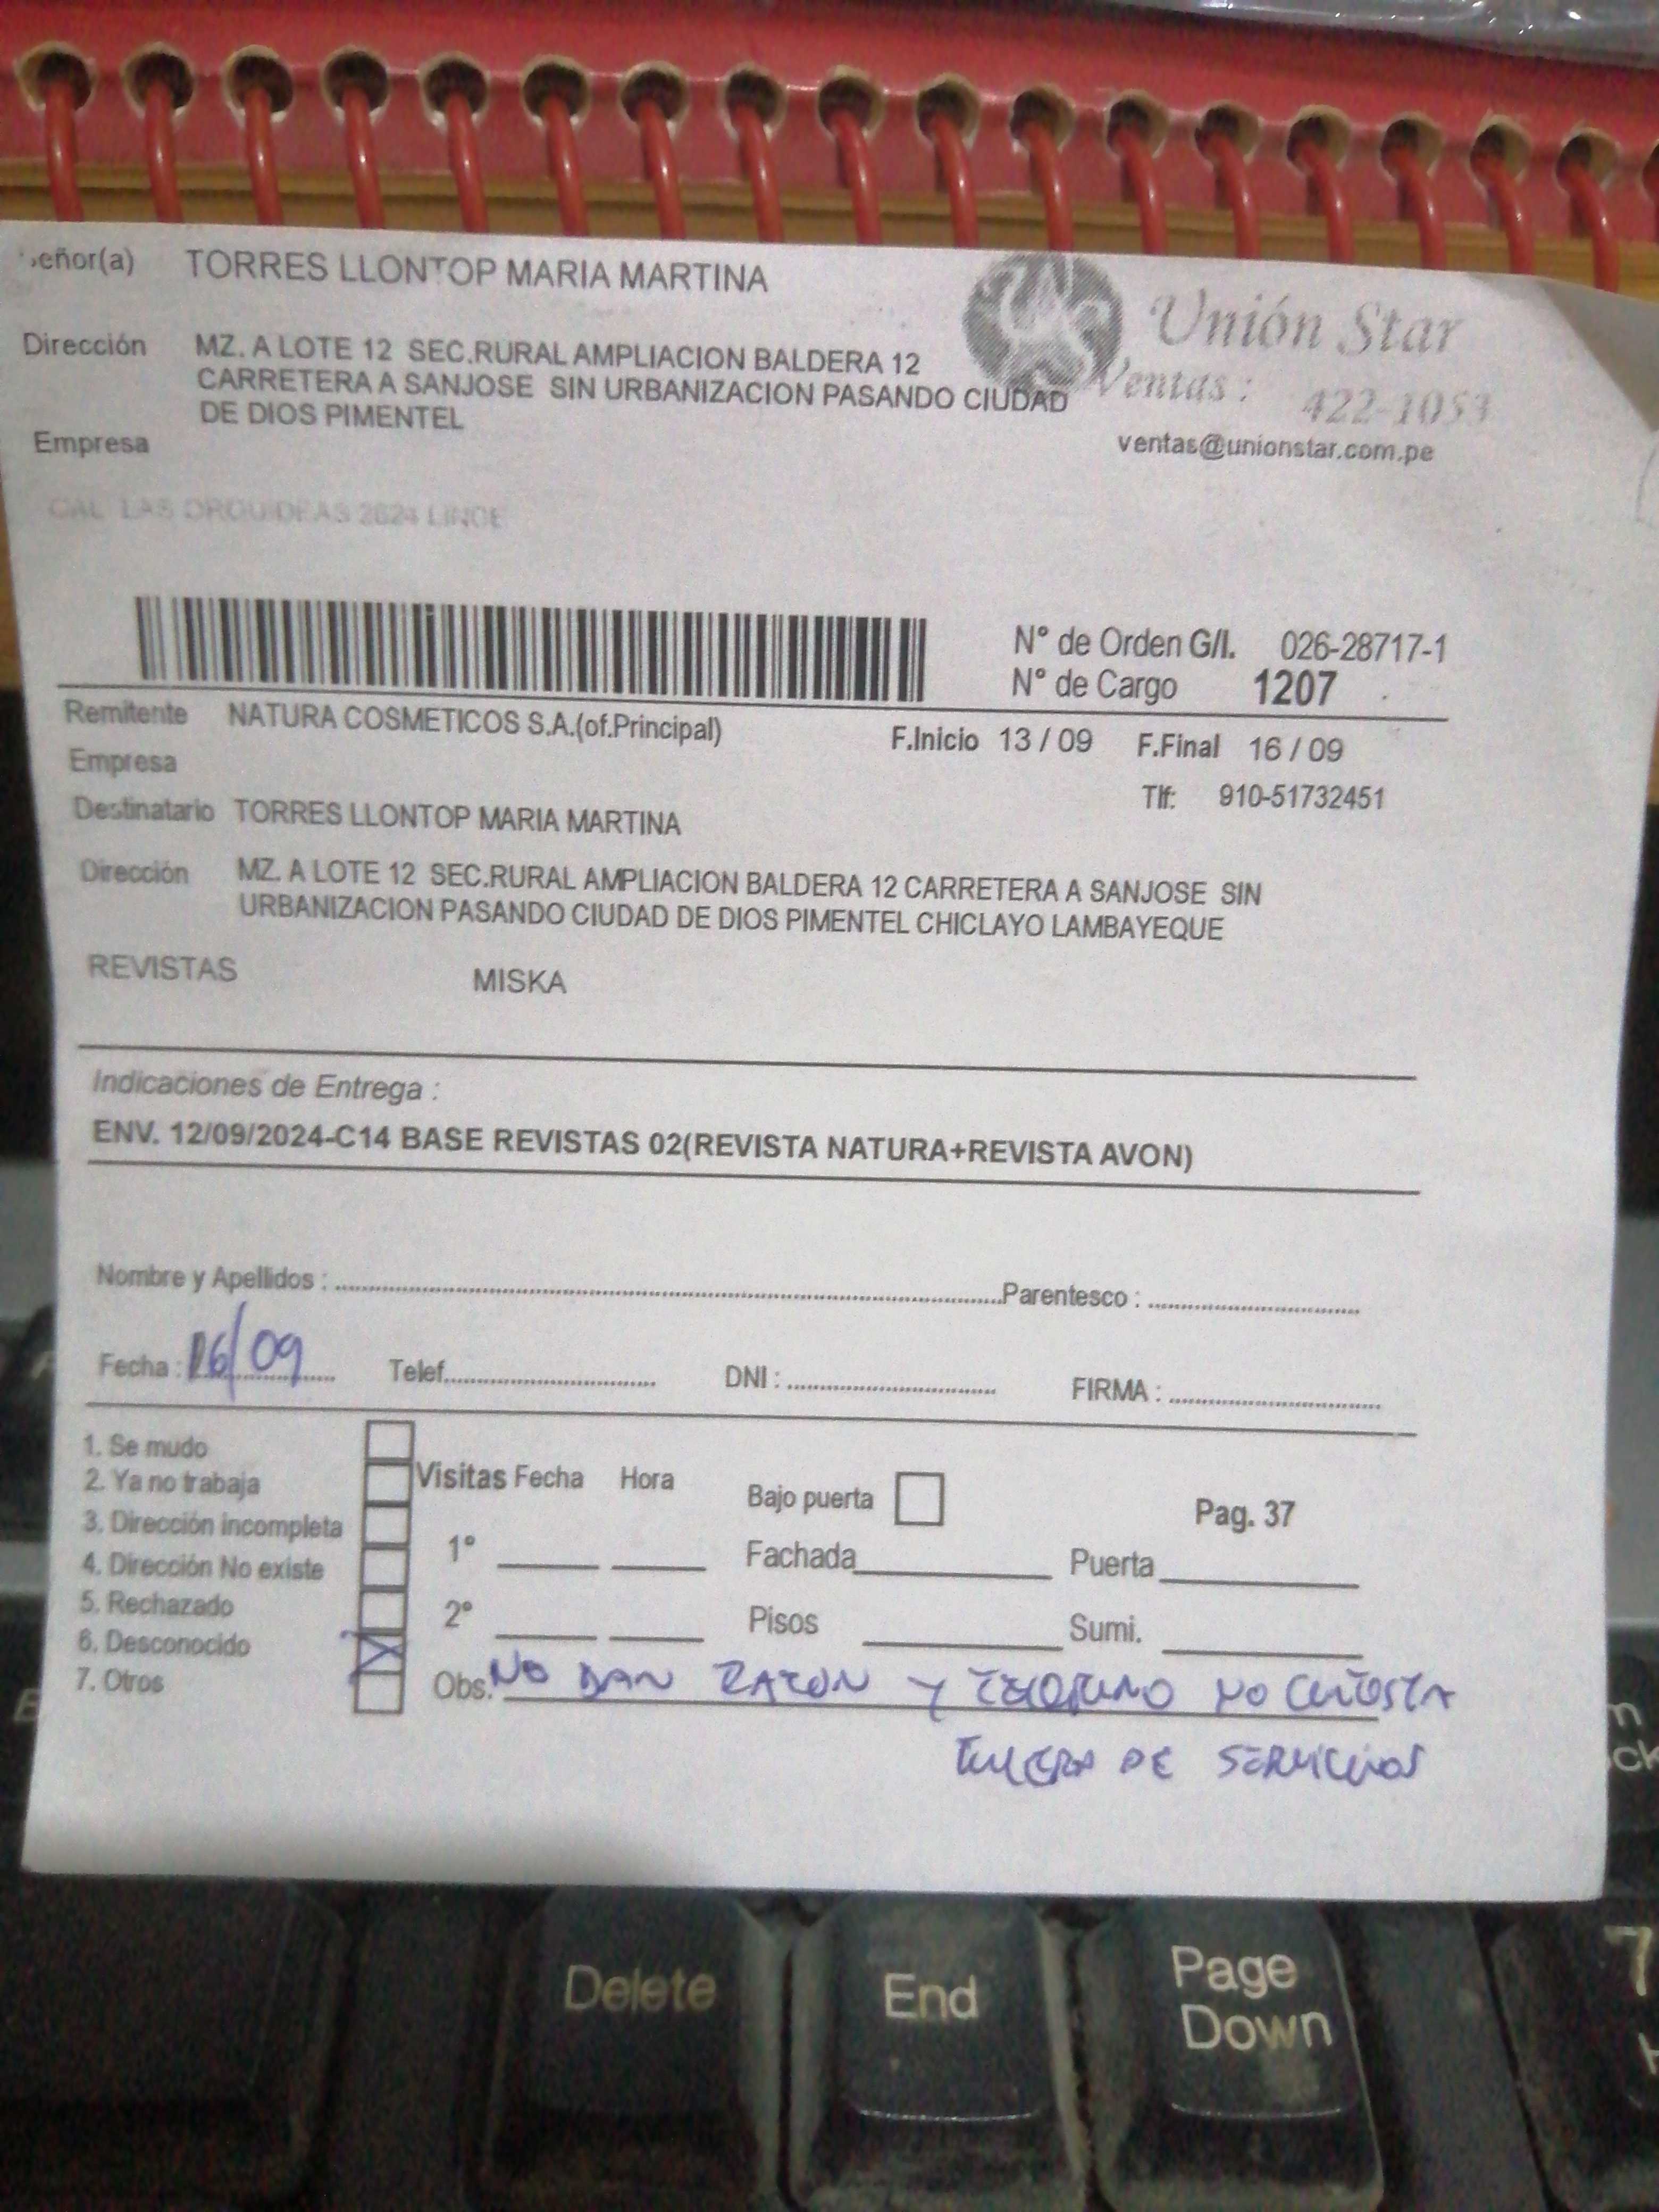 Señor(a) TORRES LLONTOP MARIA MARTINA
Unión Star
Dirección MZ. A LOTE 12 SEC.RURAL AMPLIACION BALDERA 12
CARRETERA A SANJOSE SIN URBANIZACION PASANDO CIUDAD
DE DIOS PIMENTEL
Ventas : 422-1053
Empresa
ventas@unionstar.com.pe
CAL LAS ORQUIDEAS 2624 LINCE
N° de Orden G/I. 026-28717-1
N° de Cargo 1207
Remitente NATURA COSMETICOS S.A.(of.Principal)
F.Inicio 13 / 09 F.Final 16 / 09
Empresa
Tlf: 910-51732451
Destinatario TORRES LLONTOP MARIA MARTINA
Dirección MZ. A LOTE 12 SEC.RURAL AMPLIACION BALDERA 12 CARRETERA A SANJOSE SIN
URBANIZACION PASANDO CIUDAD DE DIOS PIMENTEL CHICLAYO LAMBAYEQUE
REVISTAS MISKA
Indicaciones de Entrega :
ENV. 12/09/2024-C14 BASE REVISTAS 02(REVISTA NATURA+REVISTA AVON)
Nombre y Apellidos : Parentesco :
Fecha : 16/09 Telef. DNI : FIRMA :
1. Se mudo
2. Ya no trabaja
3. Dirección incompleta
4. Dirección No existe
5. Rechazado
6. Desconocido
7. Otros
Visitas Fecha Hora
1°
2°
Bajo puerta
Pag. 37
Fachada Puerta
Pisos Sumi.
Obs. NO DAN RAZON Y TELEFONO NO CONTESTA
FUERA DE SERVICIOS
Delete
End
Page
Down
7